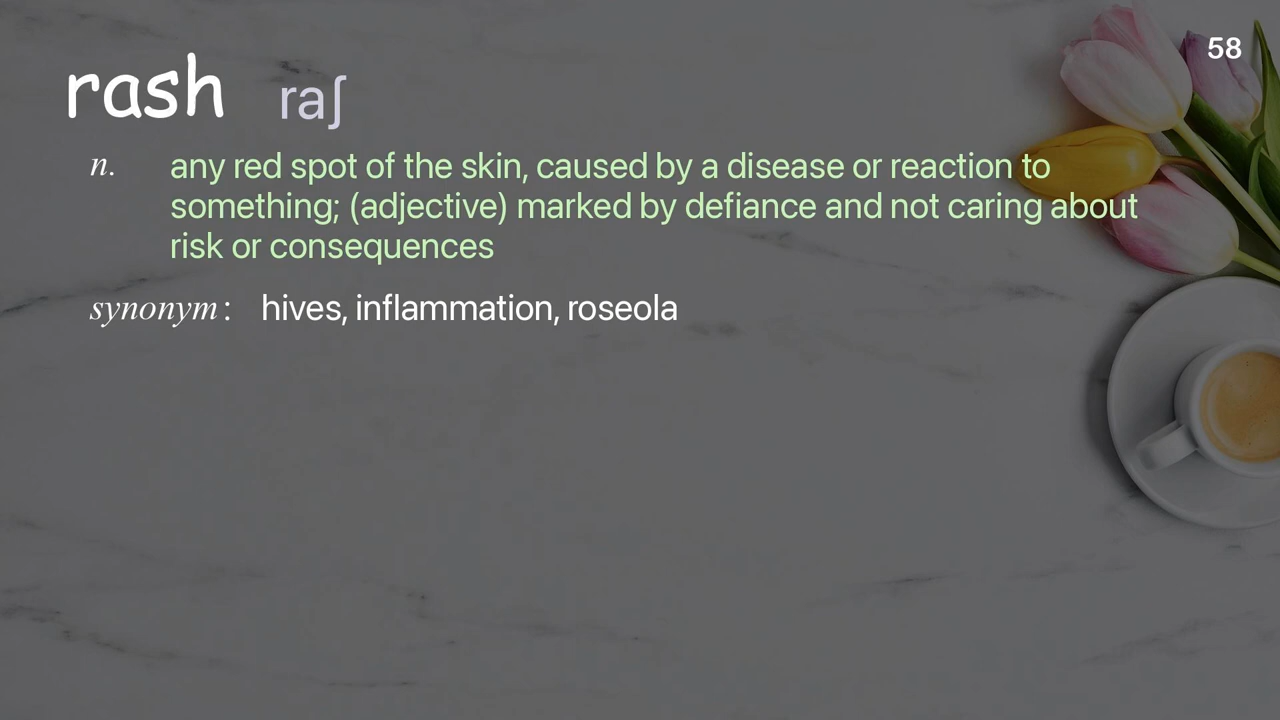 58
rash raʃ
n. any red spot of the skin, caused by a disease or reaction to
something; (adjective) marked by defiance and not caring about
risk or consequences
synonym: hives, inflammation, roseola